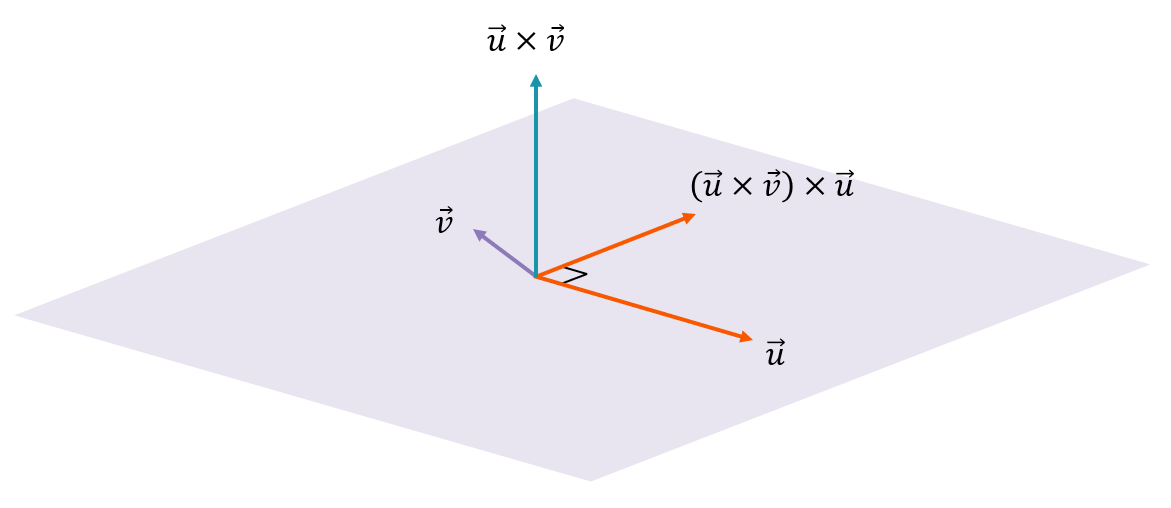 u⃗ × v⃗
(u⃗ × v⃗) × u⃗
v⃗
u⃗